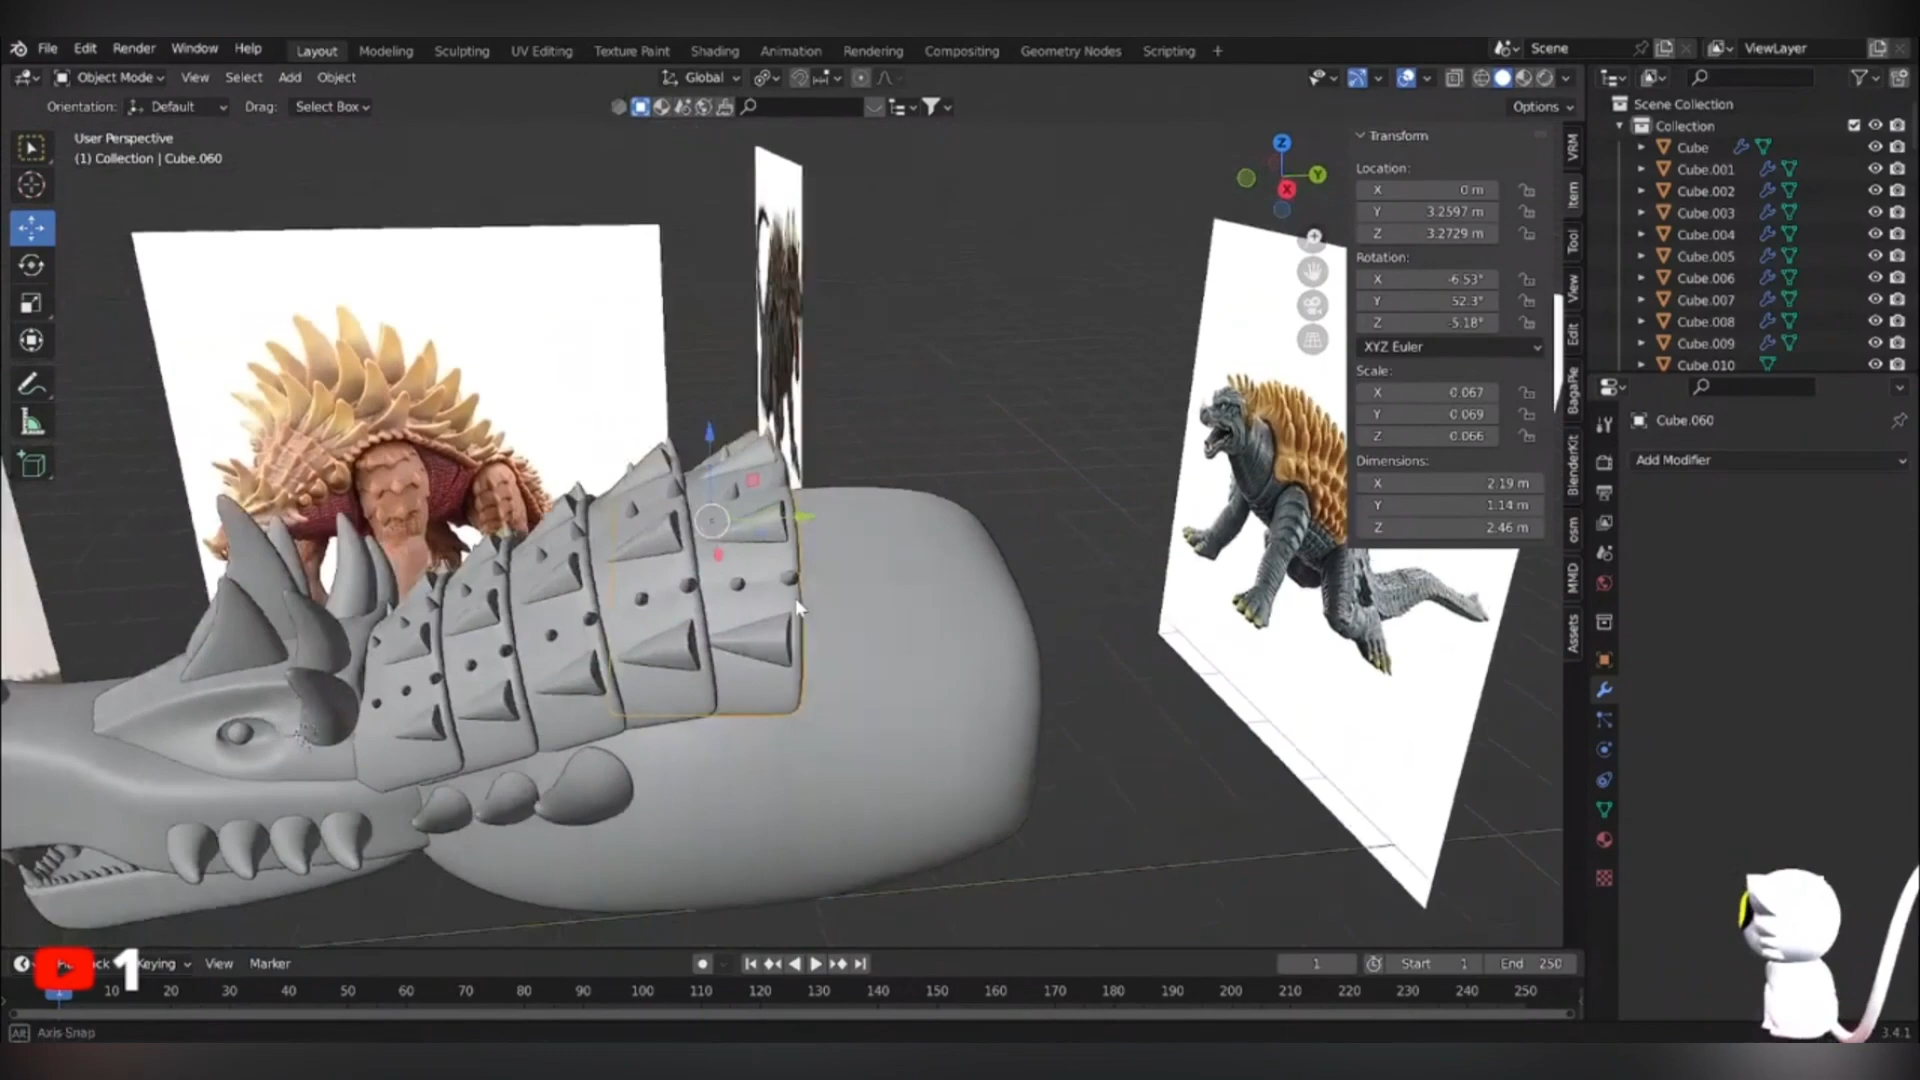 File Edit Render Window Help Layout Modeling Sculpting UV Editing Texture Paint Shading Animation Rendering Compositing Geometry Nodes Scripting + Scene ViewLayer
Object Mode View Select Add Object Global
Orientation: Default Drag: Select Box Options
User Perspective
(1) Collection | Cube.060
Z
Y
X
Transform
Location:
X 0 m
Y 3.2597 m
Z 3.2729 m
Rotation:
X -6.53°
Y 52.3°
Z -5.18°
XYZ Euler
Scale:
X 0.067
Y 0.069
Z 0.066
Dimensions:
X 2.19 m
Y 1.14 m
Z 2.46 m
VRM
Item
Tool
View
Edit
BagaPie
BlenderKit
osm
MMD
Assets
Scene Collection
Collection
Cube
Cube.001
Cube.002
Cube.003
Cube.004
Cube.005
Cube.006
Cube.007
Cube.008
Cube.009
Cube.010
Cube.060
Add Modifier
1 Keying View Marker 1 Start 1 End 250
1 10 20 30 40 50 60 70 80 90 100 110 120 130 140 150 160 170 180 190 200 210 220 230 240 250
Axis Snap
3.4.1